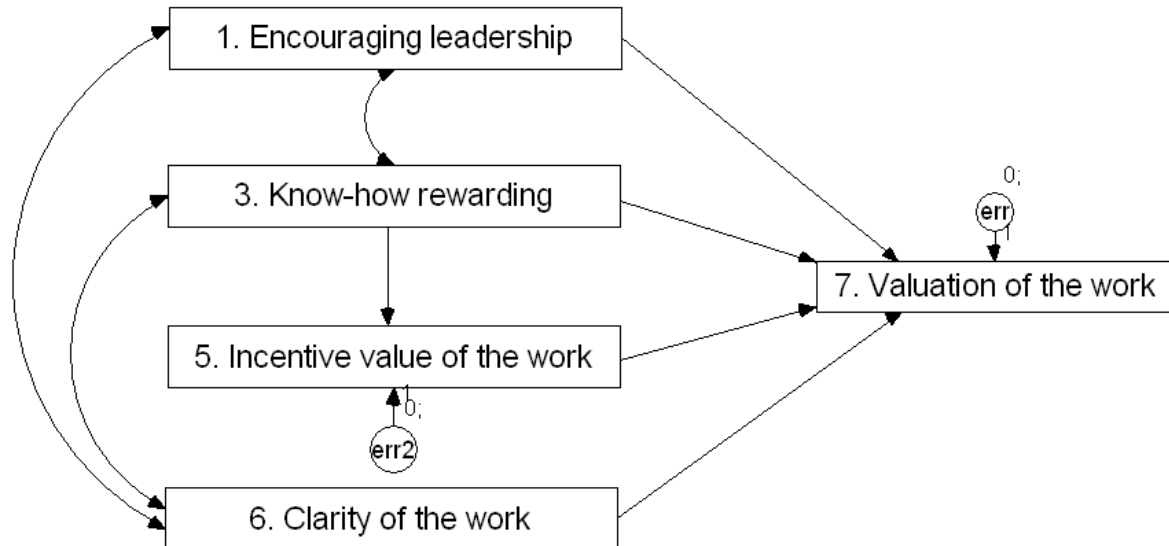 1. Encouraging leadership
3. Know-how rewarding
0;
err
1
7. Valuation of the work
5. Incentive value of the work
1
0;
err2
6. Clarity of the work